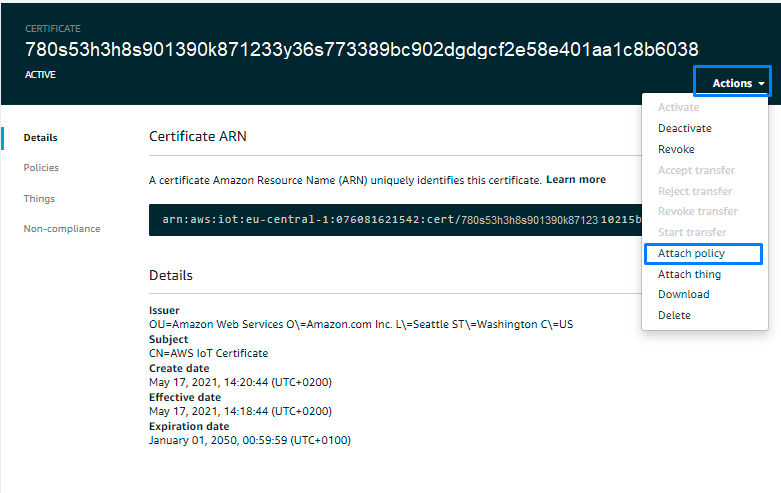 CERTIFICATE
780s53h3h8s901390k871233y36s773389bc902dgdgcf2e58e401aa1c8b6038
ACTIVE
Actions
Activate
Deactivate
Revoke
Accept transfer
Reject transfer
Revoke transfer
Start transfer
Attach policy
Attach thing
Download
Delete
Details
Policies
Things
Non-compliance
Certificate ARN
A certificate Amazon Resource Name (ARN) uniquely identifies this certificate. Learn more
arn:aws:iot:eu-central-1:076081621542:cert/780s53h3h8s901390k87123 10215b
Details
Issuer
OU=Amazon Web Services O\=Amazon.com Inc. L\=Seattle ST\=Washington C\=US
Subject
CN=AWS IoT Certificate
Create date
May 17, 2021, 14:20:44 (UTC+0200)
Effective date
May 17, 2021, 14:18:44 (UTC+0200)
Expiration date
January 01, 2050, 00:59:59 (UTC+0100)